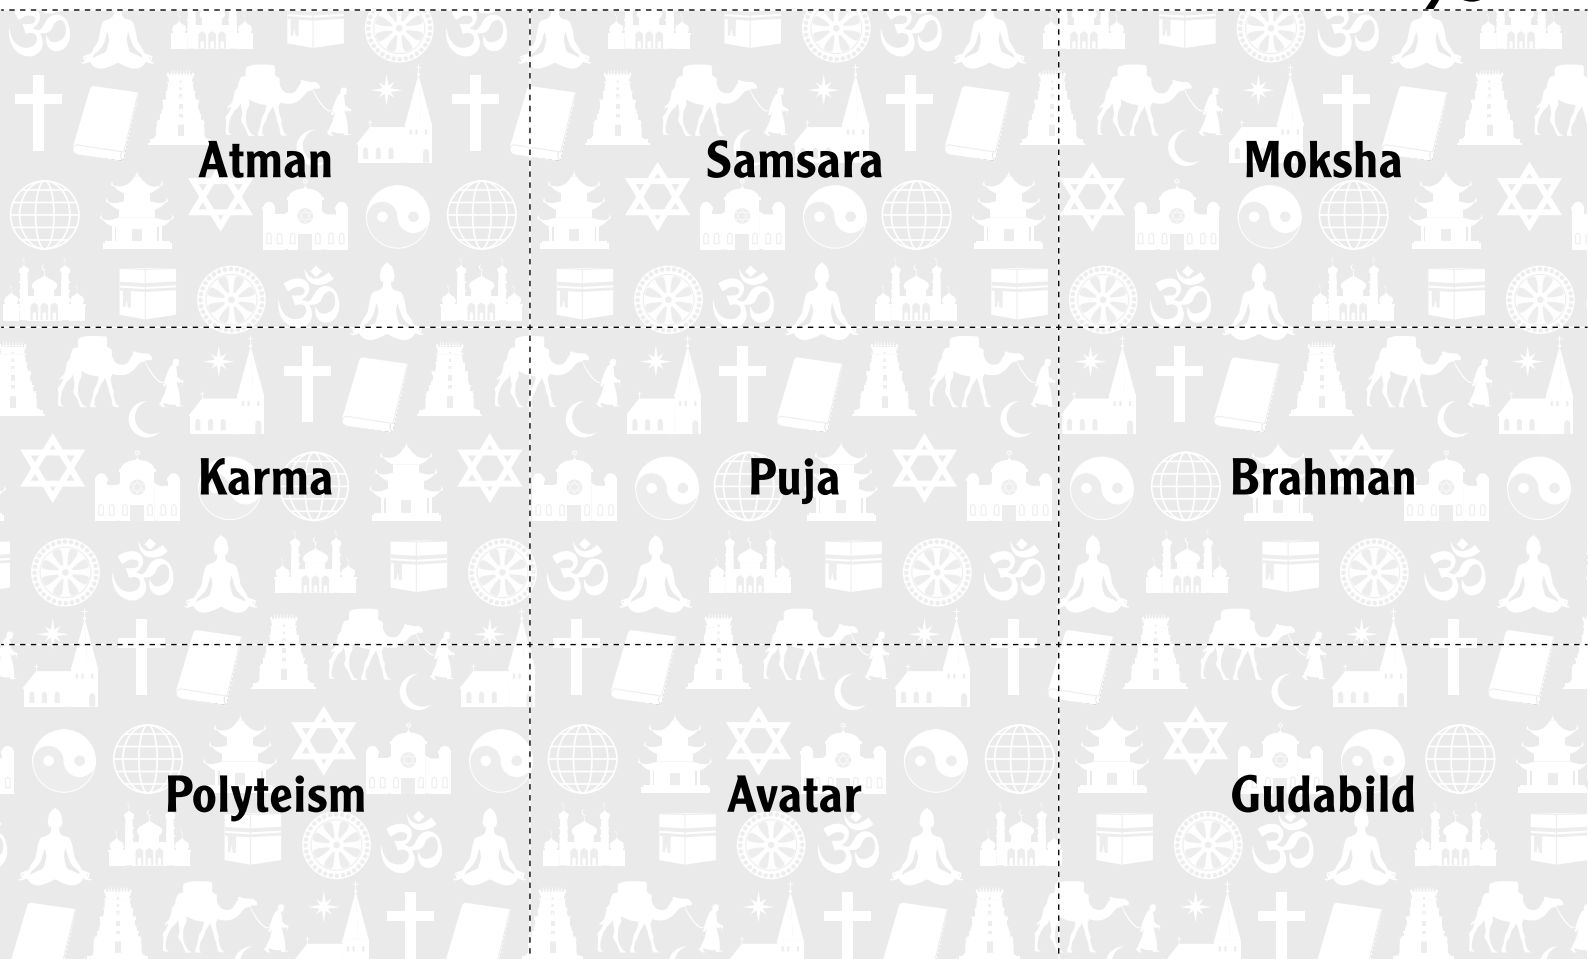 Atman
Samsara
Moksha
Karma
Puja
Brahman
Polyteism
Avatar
Gudabild